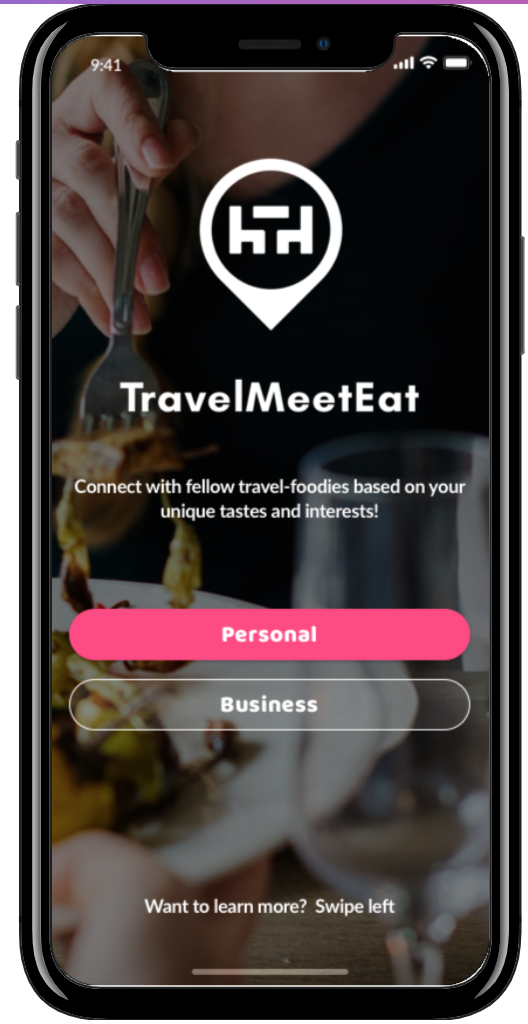 9:41
TravelMeetEat
Connect with fellow travel-foodies based on your
unique tastes and interests!
Personal
Business
Want to learn more? Swipe left